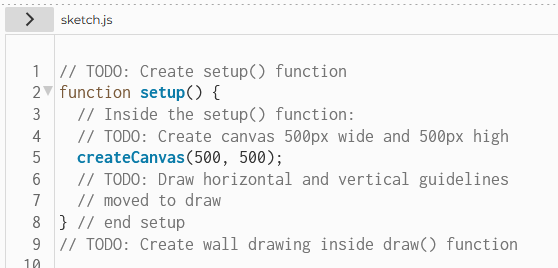 sketch.js
1 // TODO: Create setup() function
2 function setup() {
3 // Inside the setup() function:
4 // TODO: Create canvas 500px wide and 500px high
5 createCanvas(500, 500);
6 // TODO: Draw horizontal and vertical guidelines
7 // moved to draw
8 } // end setup
9 // TODO: Create wall drawing inside draw() function
10